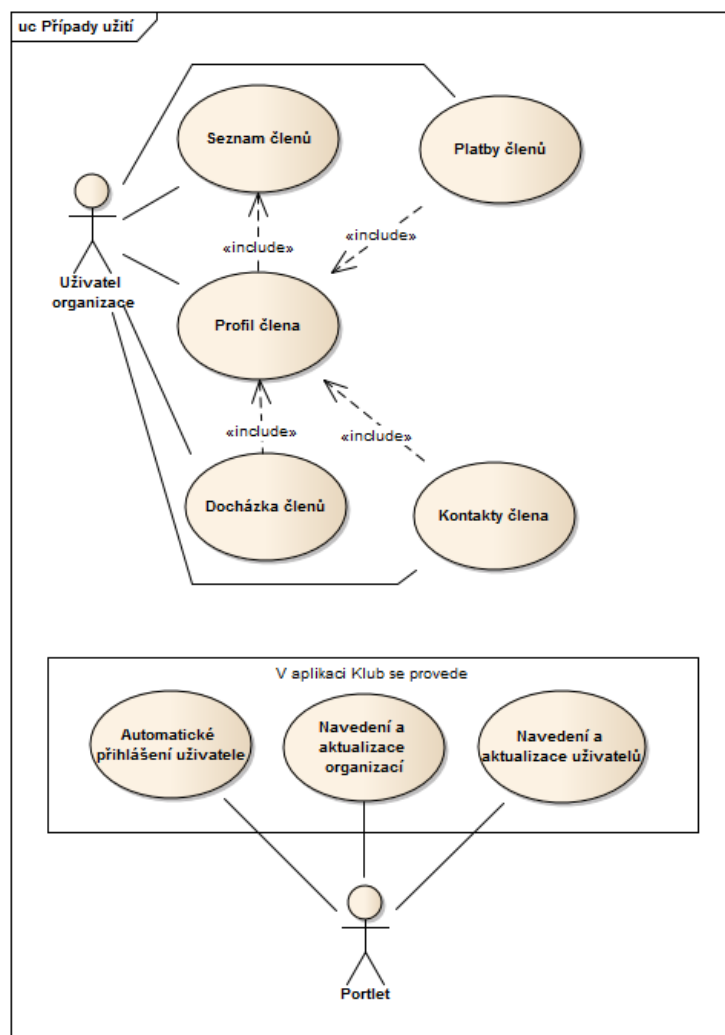 uc Případy užití
Seznam členů
Platby členů
«include»
«include»
Uživatel
organizace
Profil člena
«include»
«include»
Docházka členů
Kontakty člena
V aplikaci Klub se provede
Automatické
přihlášení uživatele
Navedení a
aktualizace
organizací
Navedení a
aktualizace uživatelů
Portlet